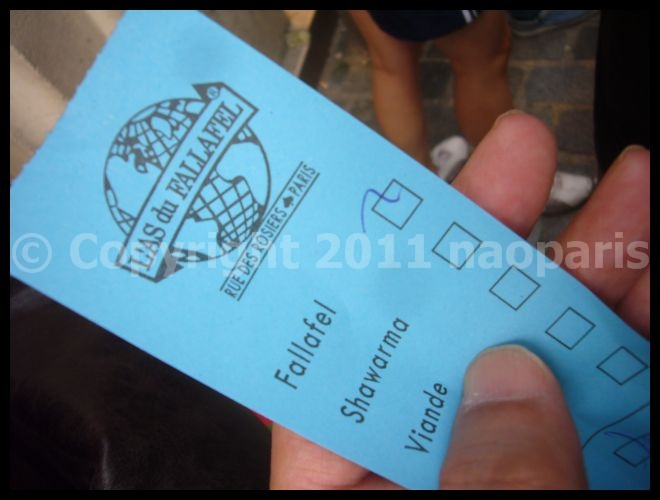 L'AS du FALLAFEL®
RUE DES ROSIERS PARIS
Fallafel
Shawarma
Viande
© Copyright 2011 naoparis